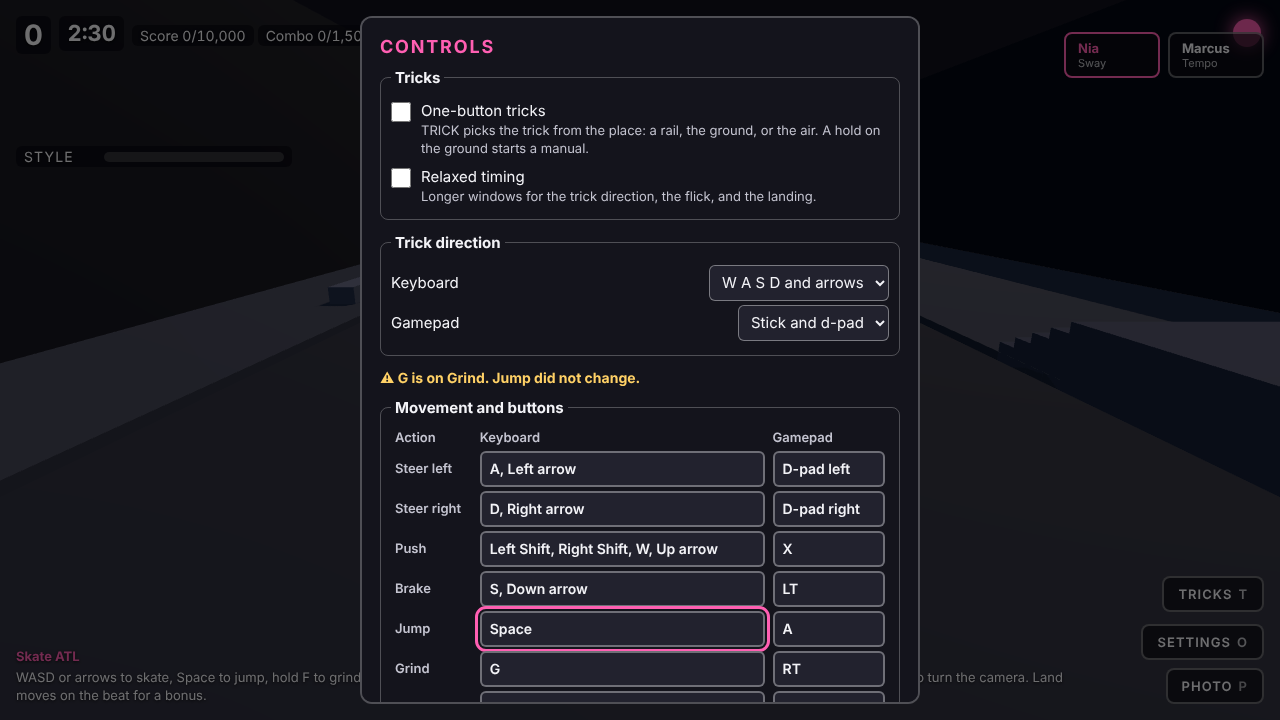 0
2:30
Score 0/10,000
Combo 0/1,50
STYLE
Nia
Sway
Marcus
Tempo
CONTROLS
Tricks
One-button tricks
TRICK picks the trick from the place: a rail, the ground, or the air. A hold on
the ground starts a manual.
Relaxed timing
Longer windows for the trick direction, the flick, and the landing.
Trick direction
Keyboard
W A S D and arrows
Gamepad
Stick and d-pad
⚠ G is on Grind. Jump did not change.
Movement and buttons
Action Keyboard Gamepad
Steer left A, Left arrow D-pad left
Steer right D, Right arrow D-pad right
Push Left Shift, Right Shift, W, Up arrow X
Brake S, Down arrow LT
Jump Space A
Grind G RT
TRICKS T
SETTINGS O
PHOTO P
Skate ATL
WASD or arrows to skate, Space to jump, hold F to grind
turn the camera. Land
moves on the beat for a bonus.